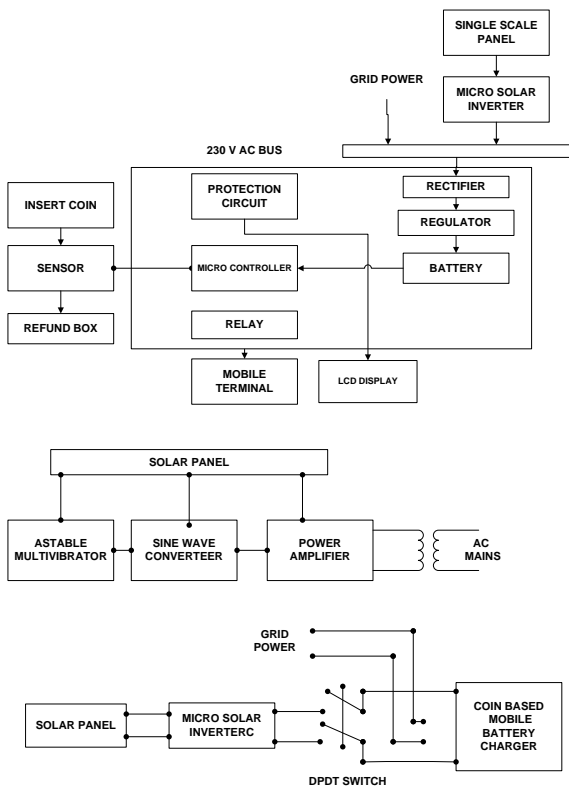 SINGLE SCALE
PANEL
GRID POWER
MICRO SOLAR
INVERTER
230 V AC BUS
PROTECTION
CIRCUIT
RECTIFIER
INSERT COIN
REGULATOR
SENSOR
MICRO CONTROLLER
BATTERY
REFUND BOX
RELAY
MOBILE
TERMINAL
LCD DISPLAY
SOLAR PANEL
ASTABLE
MULTIVIBRATOR
SINE WAVE
CONVERTEER
POWER
AMPLIFIER
AC
MAINS
GRID
POWER
SOLAR PANEL
MICRO SOLAR
INVERTERC
COIN BASED
MOBILE
BATTERY
CHARGER
DPDT SWITCH